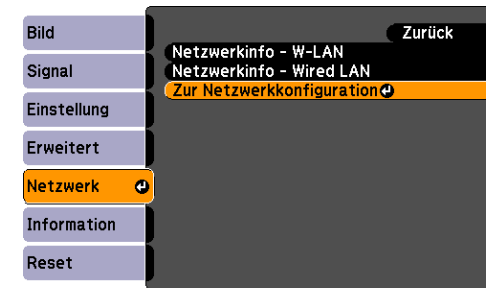 Bild
Signal
Einstellung
Erweitert
Netzwerk
Information
Reset
Zurück
Netzwerkinfo - W-LAN
Netzwerkinfo - Wired LAN
Zur Netzwerkkonfiguration